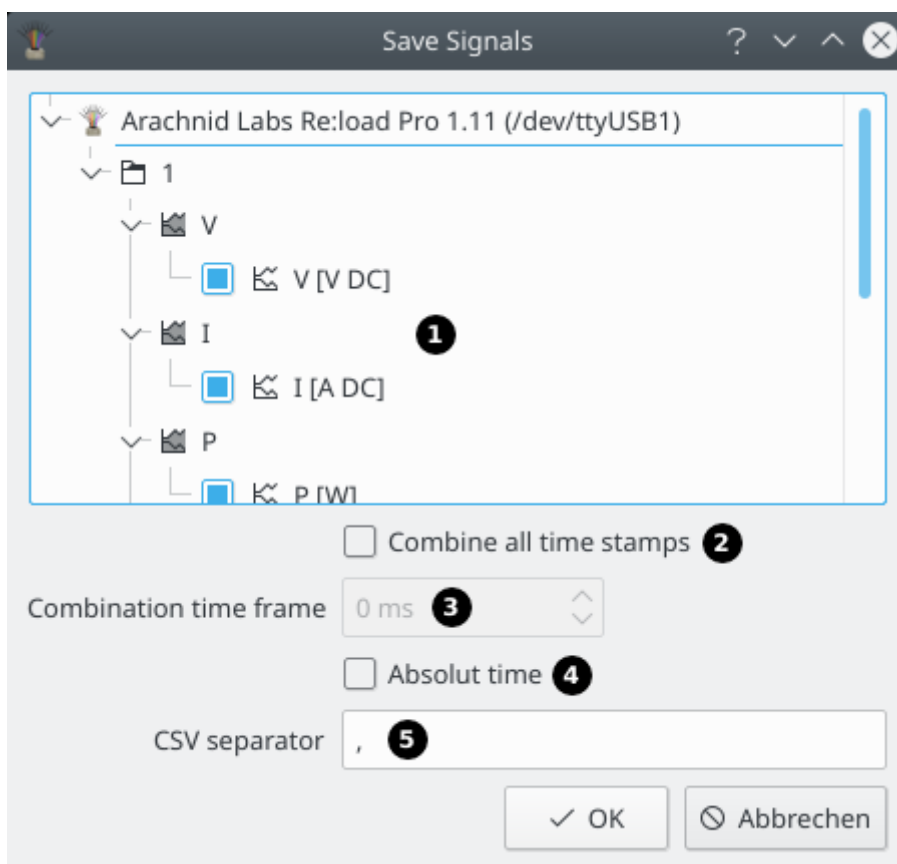 Save Signals ?
Arachnid Labs Re:load Pro 1.11 (/dev/ttyUSB1)
1
V
V [V DC]
1
I
I [A DC]
P
P [W]
Combine all time stamps 2
Combination time frame 0 ms 3
Absolut time 4
CSV separator , 5
OK Abbrechen